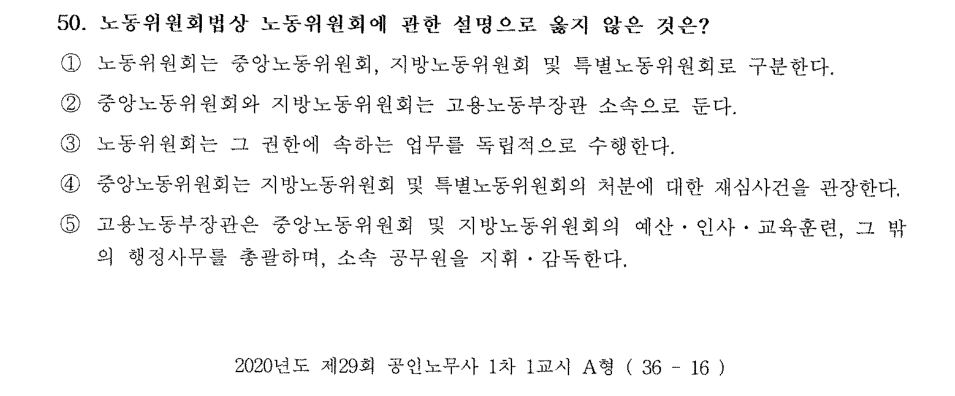 50. 노동위원회법상 노동위원회에 관한 설명으로 옳지 않은 것은?
① 노동위원회는 중앙노동위원회, 지방노동위원회 및 특별노동위원회로 구분한다.
② 중앙노동위원회와 지방노동위원회는 고용노동부장관 소속으로 둔다.
③ 노동위원회는 그 권한에 속하는 업무를 독립적으로 수행한다.
④ 중앙노동위원회는 지방노동위원회 및 특별노동위원회의 처분에 대한 재심사건을 관장한다.
⑤ 고용노동부장관은 중앙노동위원회 및 지방노동위원회의 예산・인사・교육훈련, 그 밖
의 행정사무를 총괄하며, 소속 공무원을 지휘・감독한다.
2020년도 제29회 공인노무사 1차 1교시 A형 ( 36 - 16 )